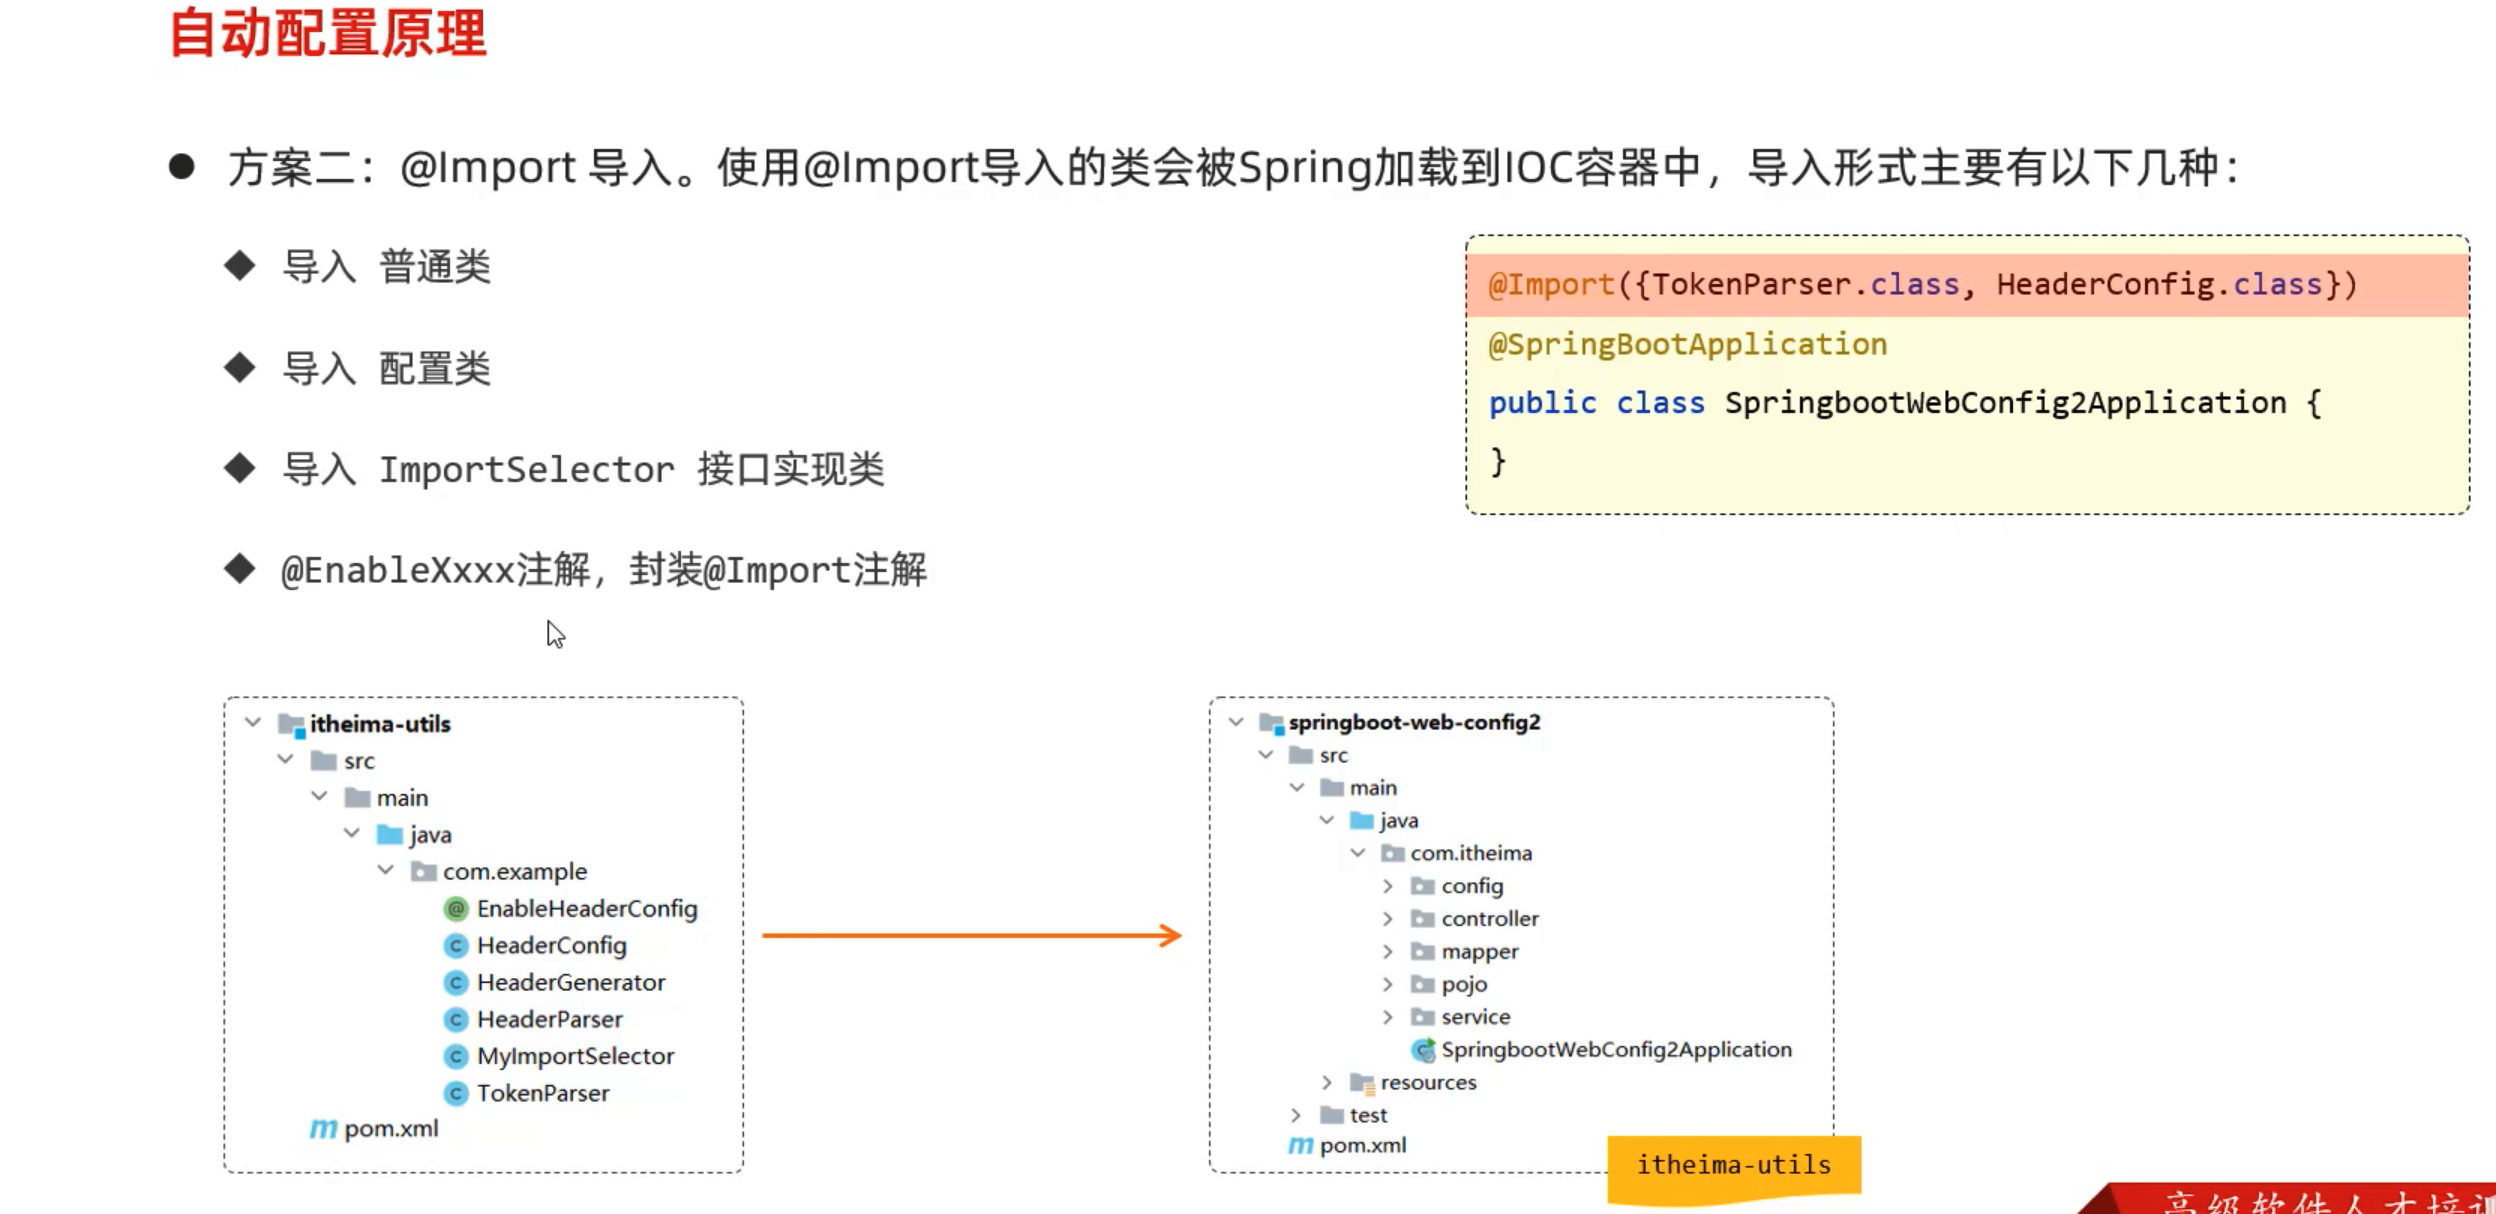 自动配置原理
● 方案二：@Import 导入。使用@Import导入的类会被Spring加载到IOC容器中，导入形式主要有以下几种：
◆ 导入 普通类
◆ 导入 配置类
◆ 导入 ImportSelector 接口实现类
◆ @EnableXxxx注解，封装@Import注解
@Import({TokenParser.class, HeaderConfig.class})
@SpringBootApplication
public class SpringbootWebConfig2Application {
}
itheima-utils
src
main
java
com.example
EnableHeaderConfig
HeaderConfig
HeaderGenerator
HeaderParser
MyImportSelector
TokenParser
pom.xml
springboot-web-config2
src
main
java
com.itheima
config
controller
mapper
pojo
service
SpringbootWebConfig2Application
resources
test
pom.xml
itheima-utils
高级软件人才培训